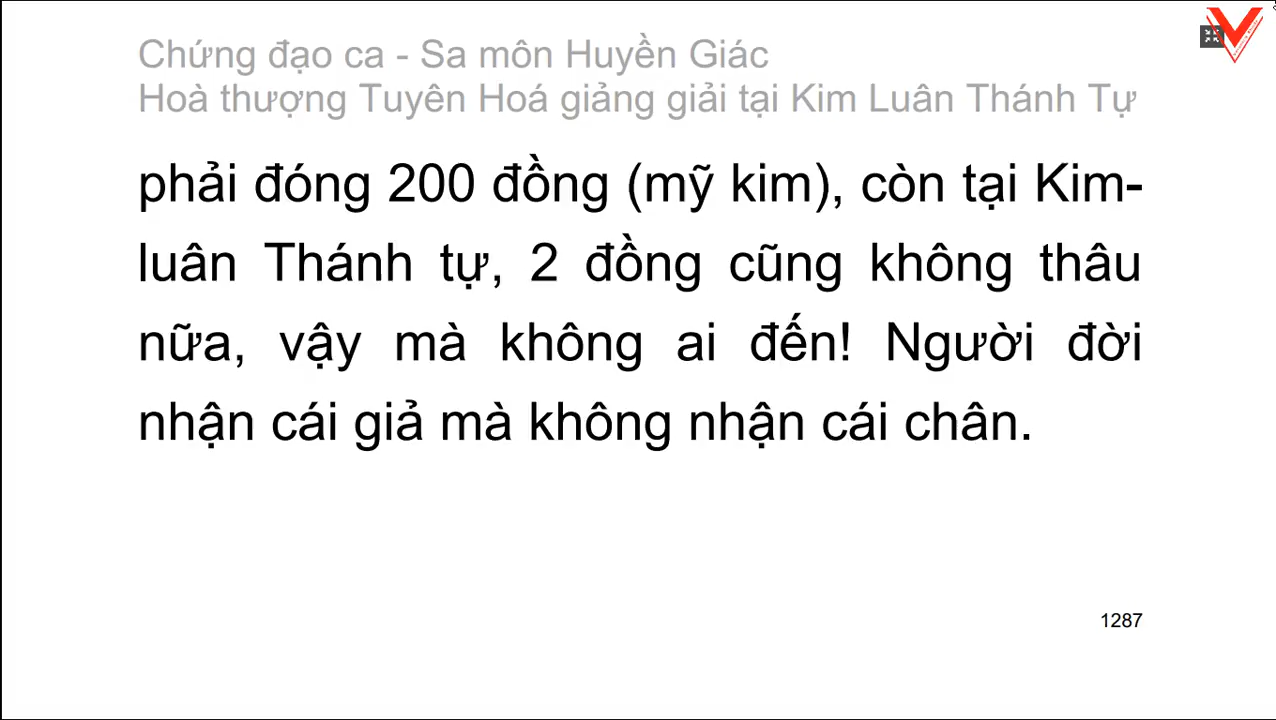 Chứng đạo ca - Sa môn Huyền Giác
Hoà thượng Tuyên Hoá giảng giải tại Kim Luân Thánh Tự
phải đóng 200 đồng (mỹ kim), còn tại Kim-
luân Thánh tự, 2 đồng cũng không thâu
nữa, vậy mà không ai đến! Người đời
nhận cái giả mà không nhận cái chân.
1287